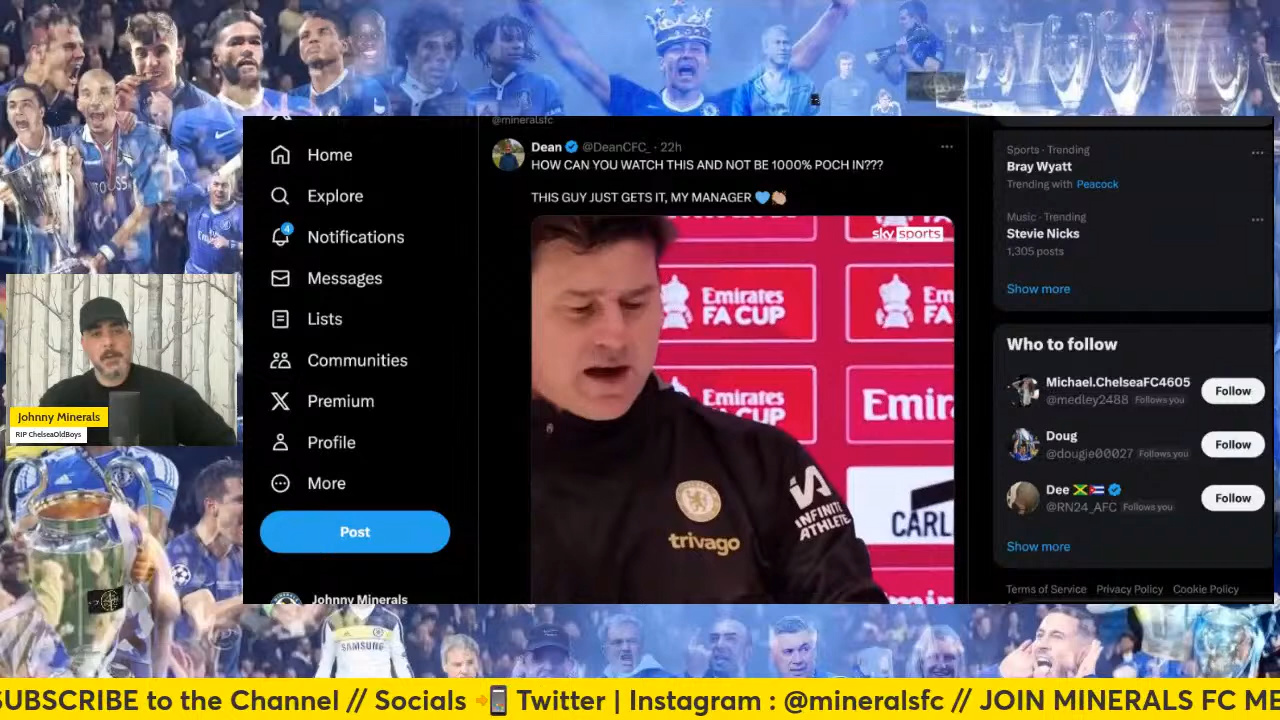 @mineralsfc
Dean @DeanCFC_ · 22h
HOW CAN YOU WATCH THIS AND NOT BE 1000% POCH IN???
THIS GUY JUST GETS IT, MY MANAGER 💙👏🏼
sky sports
Emirates
FA CUP
Em
FA
Emirates
CUP
Emir
CARL
trivago
INFINITE
ATHLETE
Home
Explore
4
Notifications
Messages
Lists
Communities
Premium
Profile
More
Post
Johnny Minerals
Sports · Trending
Bray Wyatt
Trending with Peacock
Music · Trending
Stevie Nicks
1,305 posts
Show more
Who to follow
Michael.ChelseaFC4605
@medley2488 Follows you
Follow
Doug
@dougie00027 Follows you
Follow
Dee 🇯🇲🇨🇺
@RN24_AFC Follows you
Follow
Show more
Terms of Service Privacy Policy Cookie Policy
Johnny Minerals
RIP ChelseaOldBoys
SAMSUNG
SUBSCRIBE to the Channel // Socials 📲 Twitter | Instagram : @mineralsfc // JOIN MINERALS FC ME